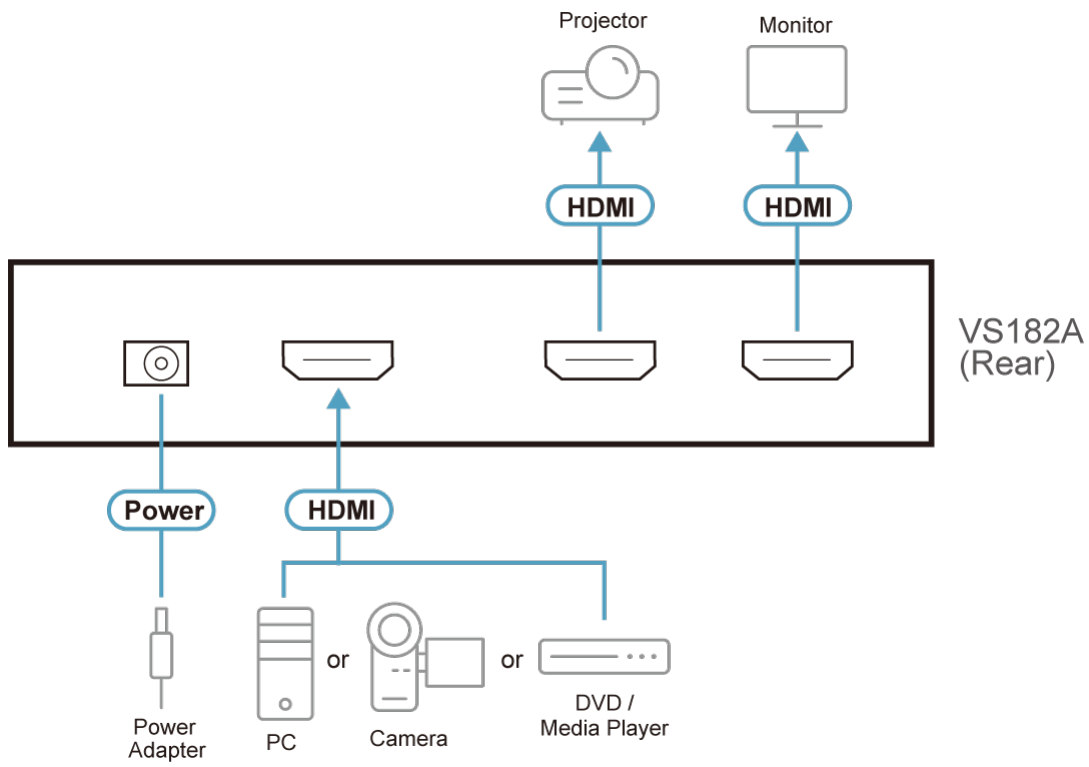 Projector
Monitor
HDMI
HDMI
VS182A
(Rear)
Power
HDMI
or
or
Power
Adapter
PC
Camera
DVD /
Media Player